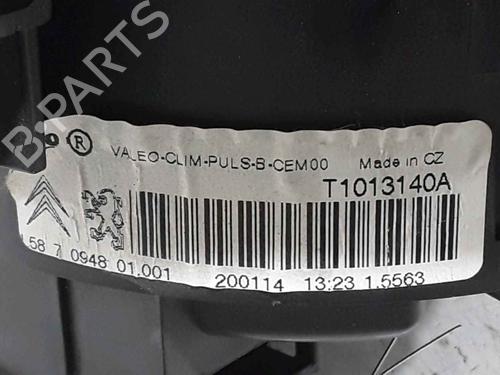 B-PARTS
VALEO-CLIM-PULS-B-CEM00 Made in CZ
T1013140A
58 7 0948 01.001 200114 13:23 1.5563